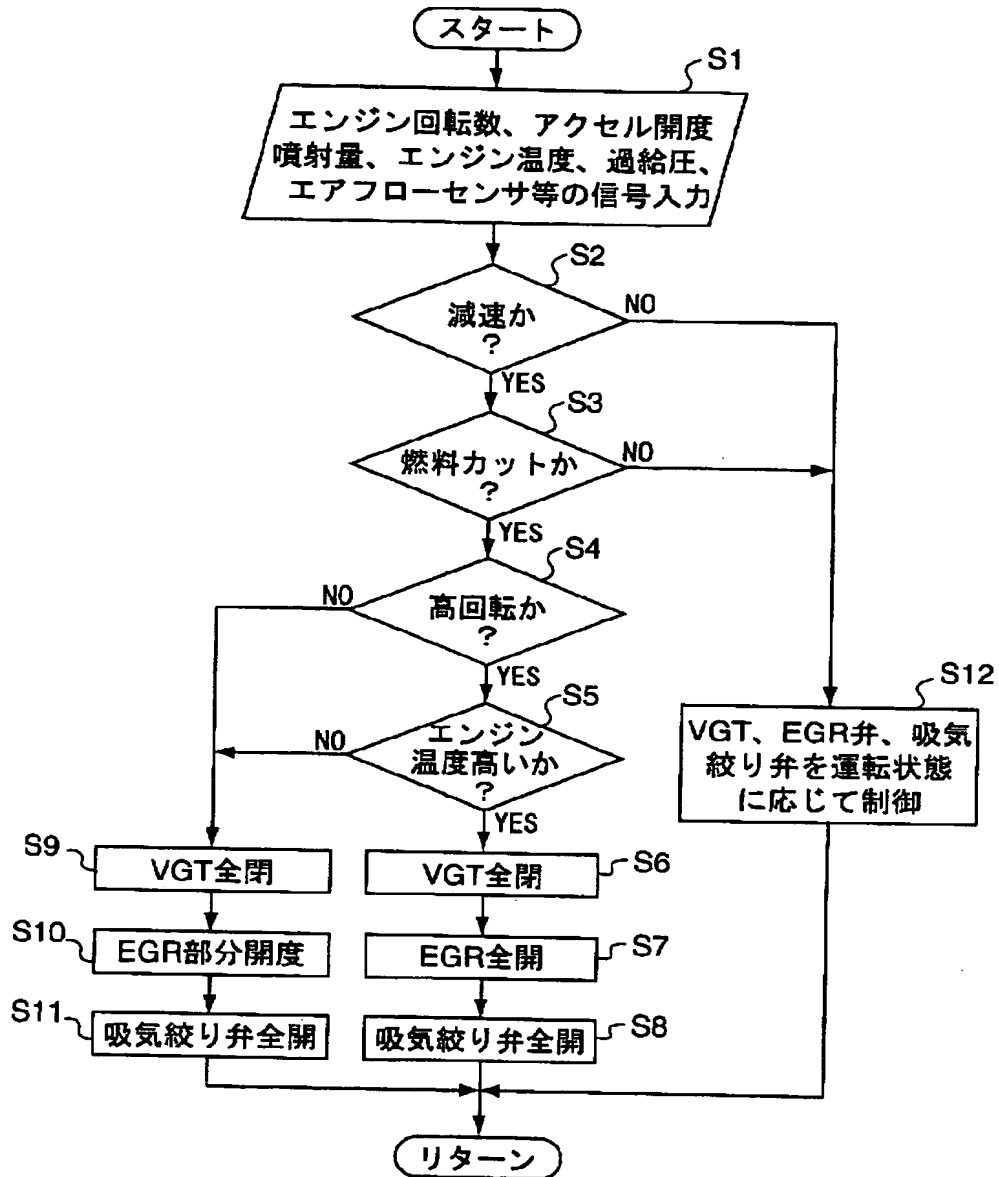 スタート
S1
エンジン回転数、アクセル開度
噴射量、エンジン温度、過給圧、
エアフローセンサ等の信号入力
S2
減速か
?
NO
YES
S3
燃料カットか
?
NO
YES
S4
高回転か
?
NO
YES
S5
エンジン
温度高いか
?
NO
YES
S12
VGT、EGR弁、吸気
絞り弁を運転状態
に応じて制御
S9
VGT全閉
S6
VGT全閉
S10
EGR部分開度
S7
EGR全開
S11
吸気絞り弁全開
S8
吸気絞り弁全開
リターン